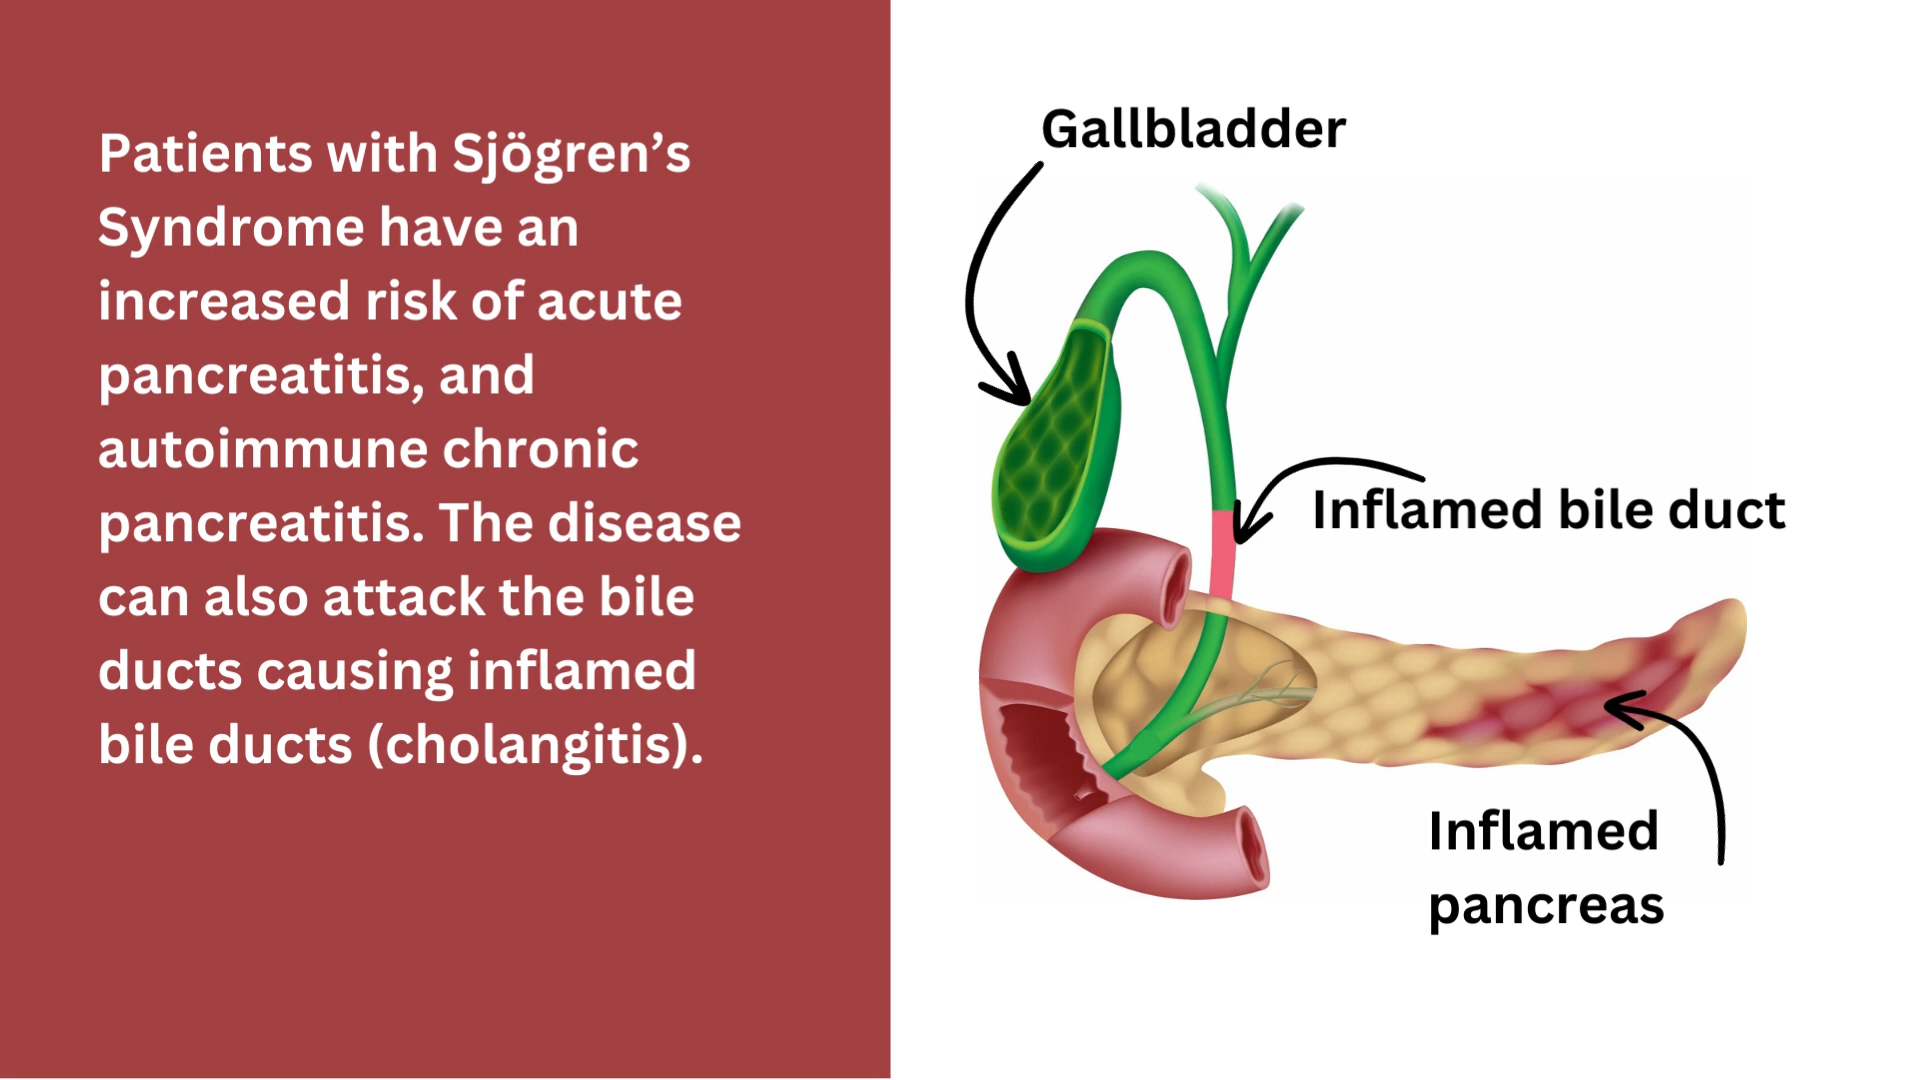 Patients with Sjögren’s
Syndrome have an
increased risk of acute
pancreatitis, and
autoimmune chronic
pancreatitis. The disease
can also attack the bile
ducts causing inflamed
bile ducts (cholangitis).
Gallbladder
Inflamed bile duct
Inflamed
pancreas